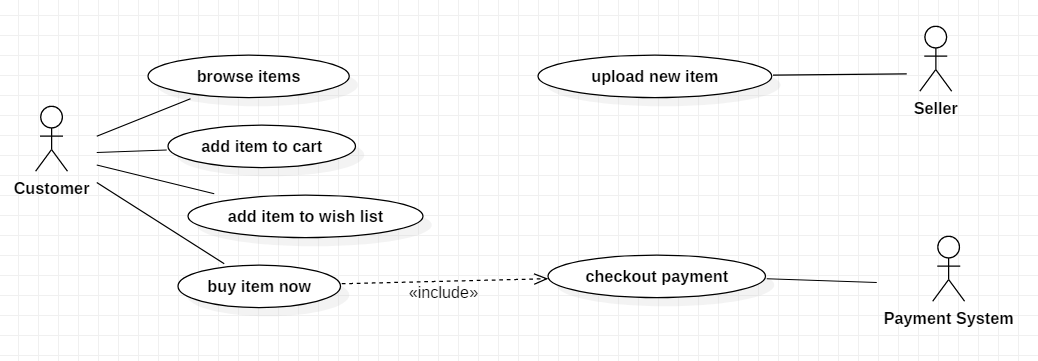 browse items
upload new item
Seller
add item to cart
Customer
add item to wish list
buy item now
«include»
checkout payment
Payment System